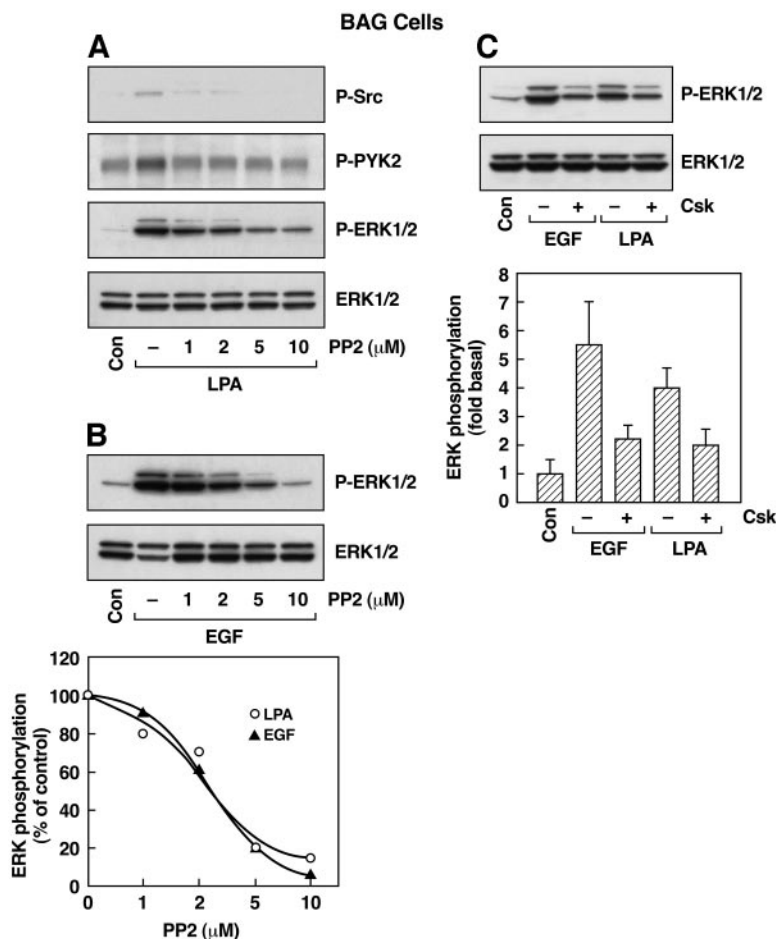 BAG Cells
A
P-Src
P-PYK2
P-ERK1/2
ERK1/2
Con – 1 2 5 10 PP2 (μM)
LPA
B
P-ERK1/2
ERK1/2
Con – 1 2 5 10 PP2 (μM)
EGF
ERK phosphorylation
(% of control)
120
100
80
60
40
20
0
LPA
EGF
0 1 2 5 10
PP2 (μM)
C
P-ERK1/2
ERK1/2
Con – + – + Csk
EGF LPA
ERK phosphorylation
(fold basal)
8
7
6
5
4
3
2
1
0
Con – + – + Csk
EGF LPA